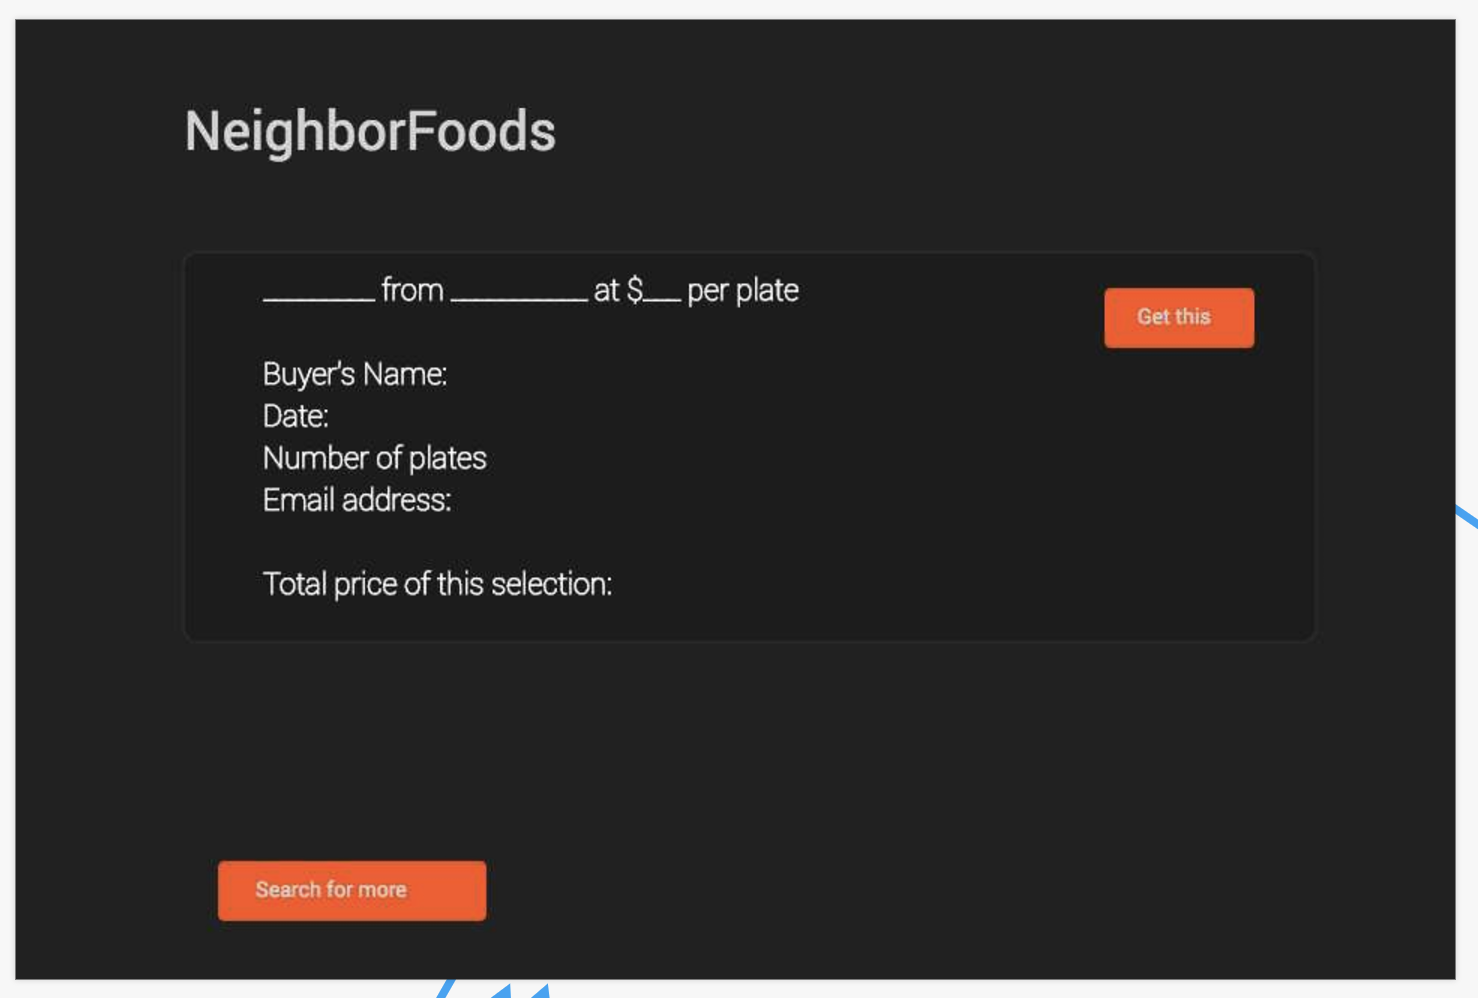 NeighborFoods
________ from __________ at $___ per plate
Get this
Buyer's Name:
Date:
Number of plates
Email address:
Total price of this selection:
Search for more